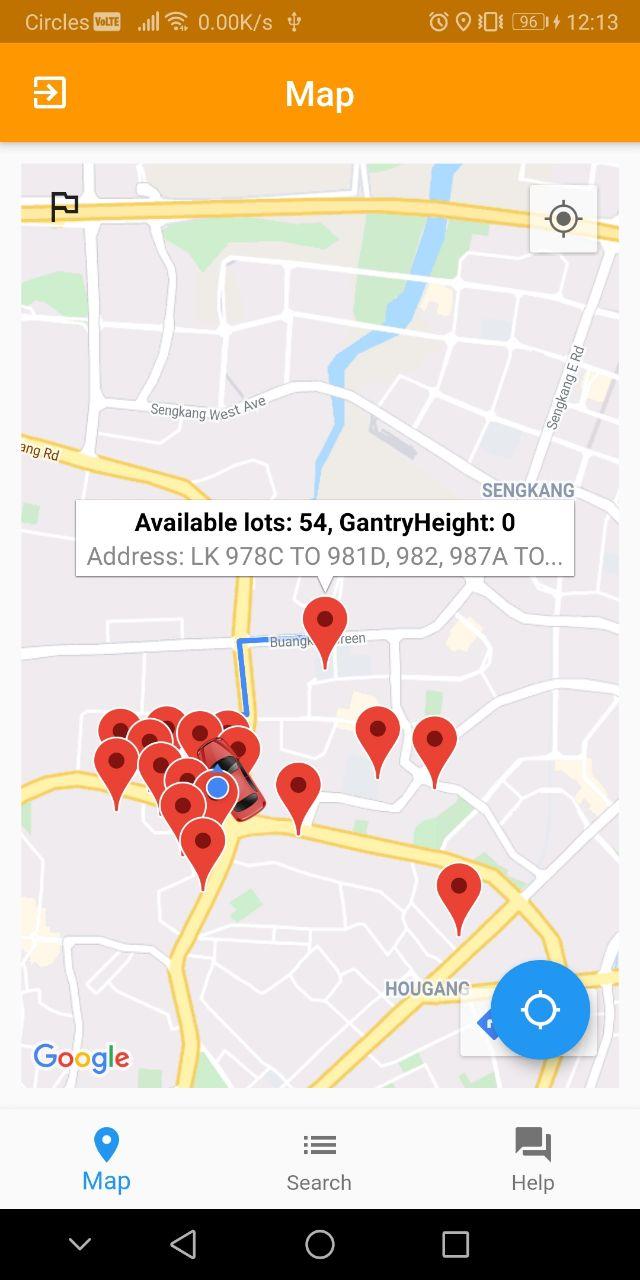 Circles VoLTE 0.00K/s 96 12:13
Map
Sengkang West Ave
Sengkang E Rd
ang Rd
SENGKANG
Available lots: 54, GantryHeight: 0
Address: LK 978C TO 981D, 982, 987A TO...
Buangk reen
HOUGANG
Google
Map Search Help